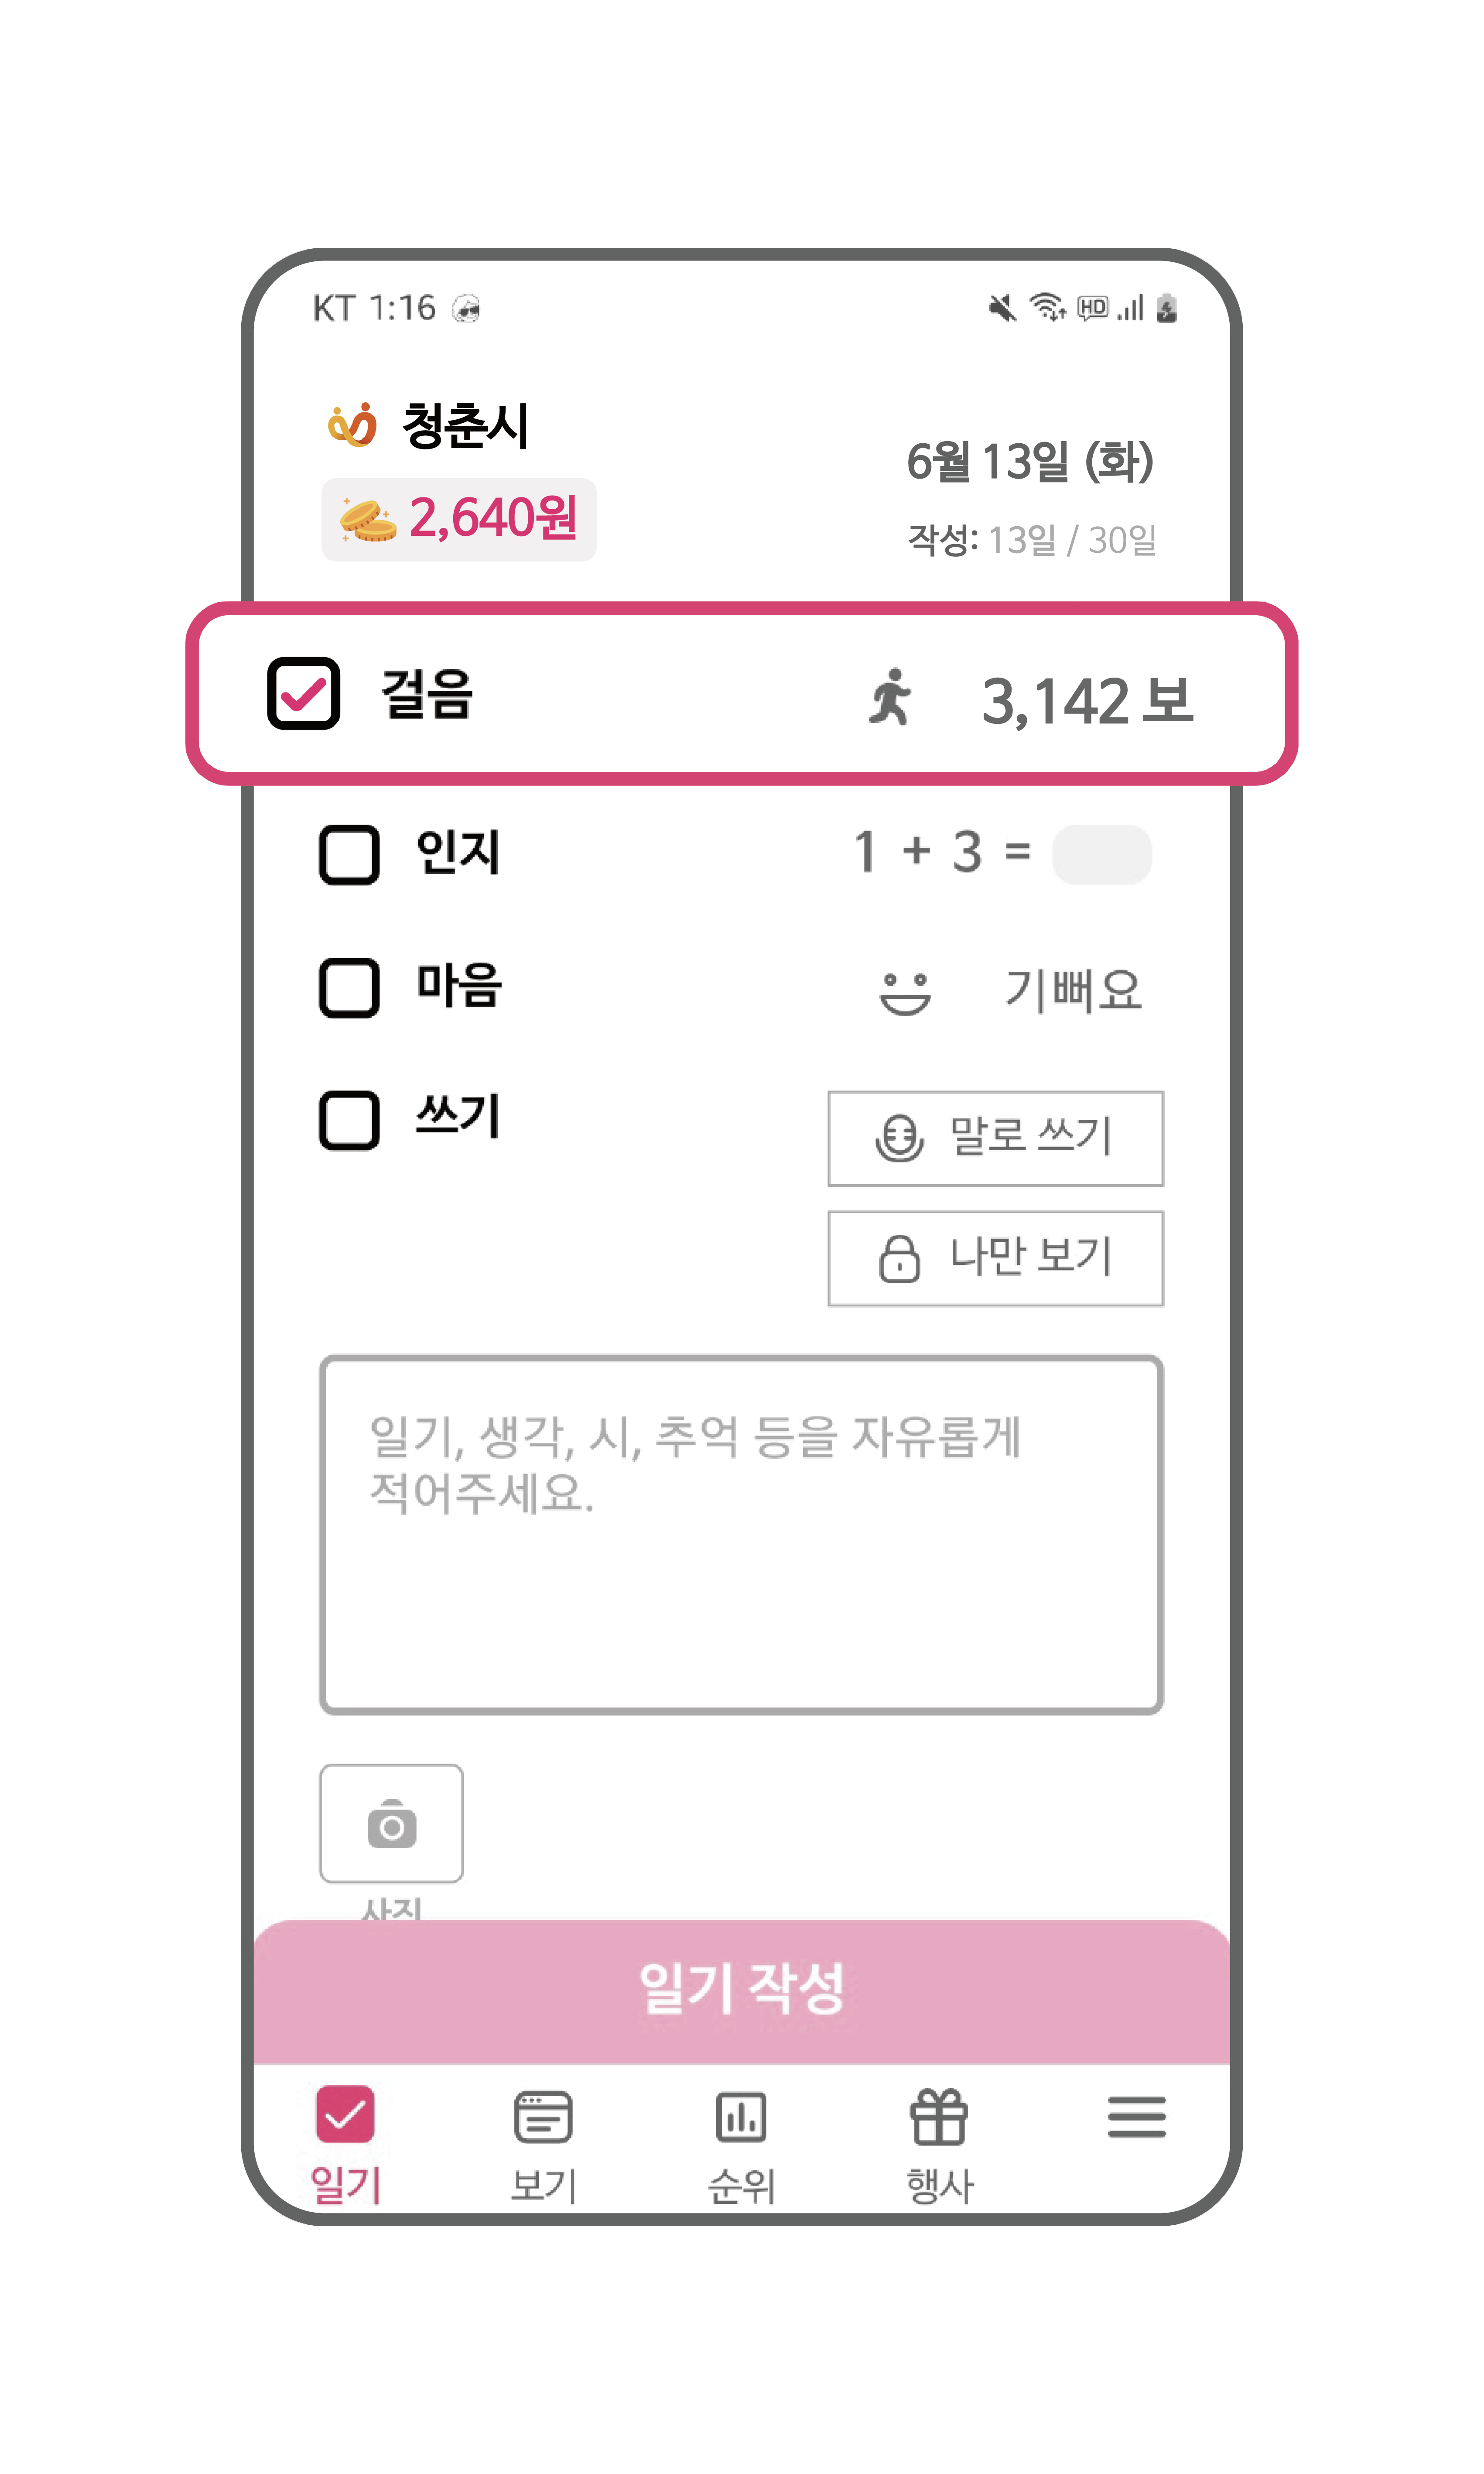 KT 1:16
HD
청춘시
6월 13일 (화)
2,640원
작성: 13일 / 30일
걸음 3,142 보
인지 1 + 3 =
마음 기뻐요
쓰기 말로 쓰기
나만 보기
일기, 생각, 시, 추억 등을 자유롭게
적어주세요.
사진
일기 작성
일기 보기 순위 행사